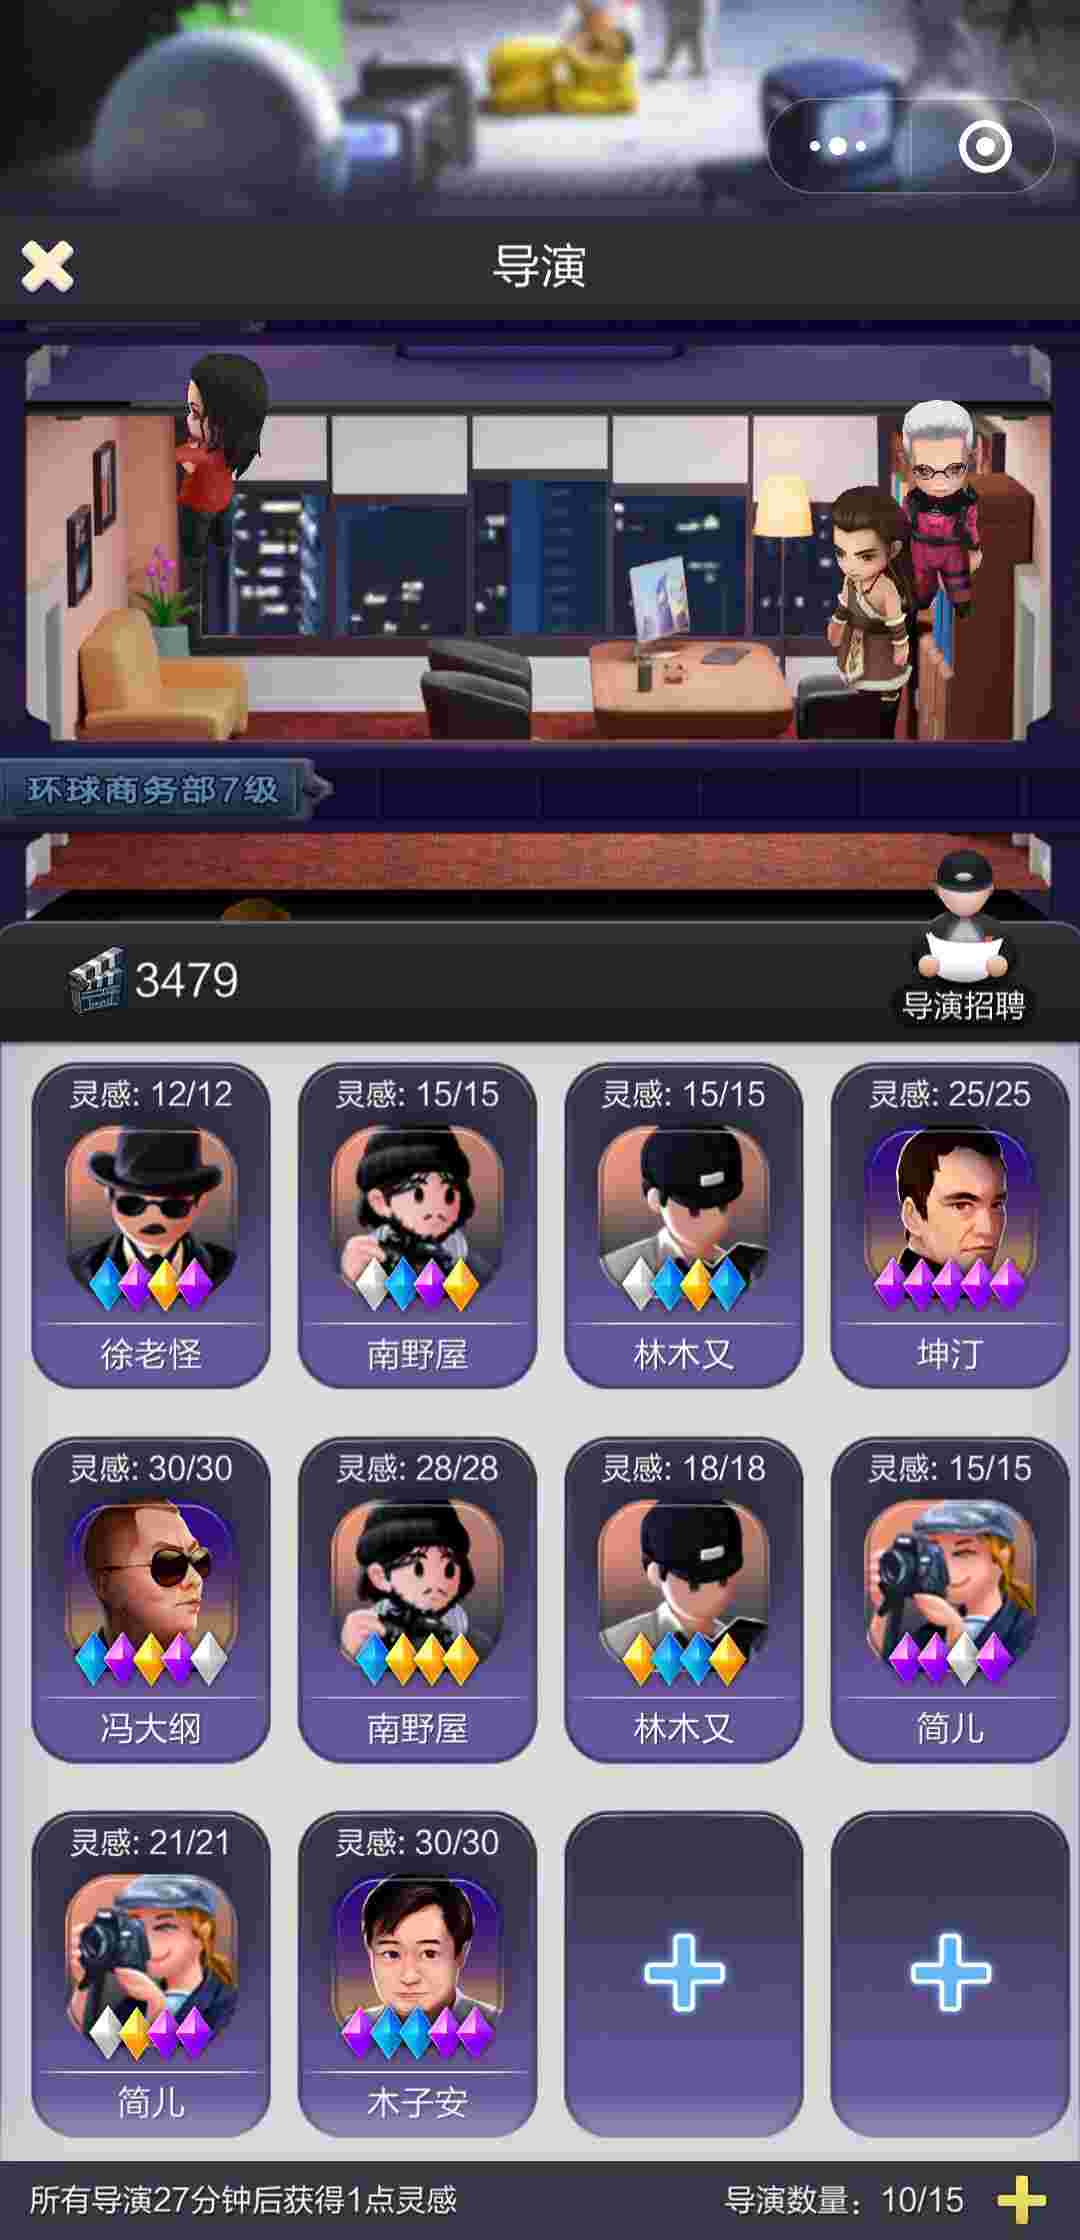 导演
环球商务部7级
3479
导演招聘
灵感: 12/12
灵感: 15/15
灵感: 15/15
灵感: 25/25
徐老怪
南野屋
林木又
坤汀
灵感: 30/30
灵感: 28/28
灵感: 18/18
灵感: 15/15
冯大纲
南野屋
林木又
简儿
灵感: 21/21
灵感: 30/30
简儿
木子安
所有导演27分钟后获得1点灵感
导演数量: 10/15